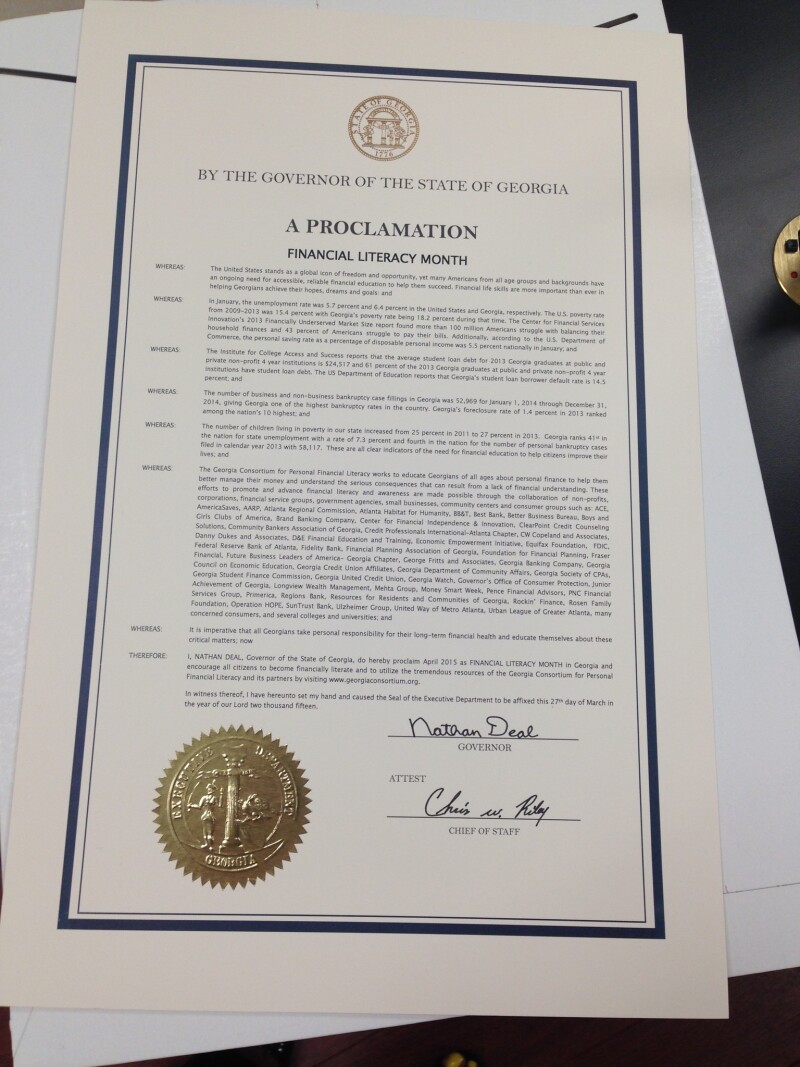 STATE OF GEORGIA
1776
BY THE GOVERNOR OF THE STATE OF GEORGIA
A PROCLAMATION
FINANCIAL LITERACY MONTH
WHEREAS: The United States stands as a global icon of freedom and opportunity, yet many Americans from all age groups and backgrounds have
an ongoing need for accessible, reliable financial education to help them succeed. Financial life skills are more important than ever in
helping Georgians achieve their hopes, dreams and goals: and
WHEREAS: In January, the unemployment rate was 5.7 percent and 6.4 percent in the United States and Georgia, respectively. The U.S. poverty rate
from 2009-2013 was 15.4 percent with Georgia's poverty rate being 18.2 percent during that time. The Center for Financial Services
Innovation's 2013 Financially Underserved Market Size report found more than 100 million Americans struggle with balancing their
household finances and 43 percent of Americans struggle to pay their bills. Additionally, according to the U.S. Department of
Commerce, the personal saving rate as a percentage of disposable personal income was 5.5 percent nationally in January; and
WHEREAS: The Institute for College Access and Success reports that the average student loan debt for 2013 Georgia graduates at public and
private non-profit 4 year institutions is $24,517 and 61 percent of the 2013 Georgia graduates at public and private non-profit 4 year
institutions have student loan debt. The US Department of Education reports that Georgia's student loan borrower default rate is 14.5
percent; and
WHEREAS: The number of business and non-business bankruptcy case fillings in Georgia was 52,969 for January 1, 2014 through December 31,
2014, giving Georgia one of the highest bankruptcy rates in the country. Georgia's foreclosure rate of 1.4 percent in 2013 ranked
among the nation's 10 highest; and
WHEREAS: The number of children living in poverty in our state increased from 25 percent in 2011 to 27 percent in 2013. Georgia ranks 41st in
the nation for state unemployment with a rate of 7.3 percent and fourth in the nation for the number of personal bankruptcy cases
filed in calendar year 2013 with 58,117. These are all clear indicators of the need for financial education to help citizens improve their
lives; and
WHEREAS: The Georgia Consortium for Personal Financial Literacy works to educate Georgians of all ages about personal finance to help them
better manage their money and understand the serious consequences that can result from a lack of financial understanding. These
efforts to promote and advance financial literacy and awareness are made possible through the collaboration of non-profits,
corporations, financial service groups, government agencies, small businesses, community centers and consumer groups such as: ACE,
AmericaSaves, AARP, Atlanta Regional Commission, Atlanta Habitat for Humanity, BB&T, Best Bank, Better Business Bureau, Boys and
Girls Clubs of America, Brand Banking Company, Center for Financial Independence & Innovation, ClearPoint Credit Counseling
Solutions, Community Bankers Association of Georgia, Credit Professionals International-Atlanta Chapter, CW Copeland and Associates,
Danny Dukes and Associates, D&E Financial Education and Training, Economic Empowerment Initiative, Equifax Foundation, FDIC,
Federal Reserve Bank of Atlanta, Fidelity Bank, Financial Planning Association of Georgia, Foundation for Financial Planning, Fraser
Financial, Future Business Leaders of America- Georgia Chapter, George Fritts and Associates, Georgia Banking Company, Georgia
Council on Economic Education, Georgia Credit Union Affiliates, Georgia Department of Community Affairs, Georgia Society of CPAs,
Georgia Student Finance Commission, Georgia United Credit Union, Georgia Watch, Governor's Office of Consumer Protection, Junior
Achievement of Georgia, Longview Wealth Management, Mehta Group, Money Smart Week, Pence Financial Advisors, PNC Financial
Services Group, Primerica, Regions Bank, Resources for Residents and Communities of Georgia, Rockin' Finance, Rosen Family
Foundation, Operation HOPE, SunTrust Bank, Ulzheimer Group, United Way of Metro Atlanta, Urban League of Greater Atlanta, many
concerned consumers, and several colleges and universities; and
WHEREAS: It is imperative that all Georgians take personal responsibility for their long-term financial health and educate themselves about these
critical matters; now
THEREFORE: I, NATHAN DEAL, Governor of the State of Georgia, do hereby proclaim April 2015 as FINANCIAL LITERACY MONTH in Georgia and
encourage all citizens to become financially literate and to utilize the tremendous resources of the Georgia Consortium for Personal
Financial Literacy and its partners by visiting www.georgiaconsortium.org.
In witness thereof, I have hereunto set my hand and caused the Seal of the Executive Department to be affixed this 27th day of March in
the year of our Lord two thousand fifteen.
Nathan Deal
GOVERNOR
ATTEST
Chris W. Riley
CHIEF OF STAFF
EXECUTIVE DEPARTMENT
GEORGIA